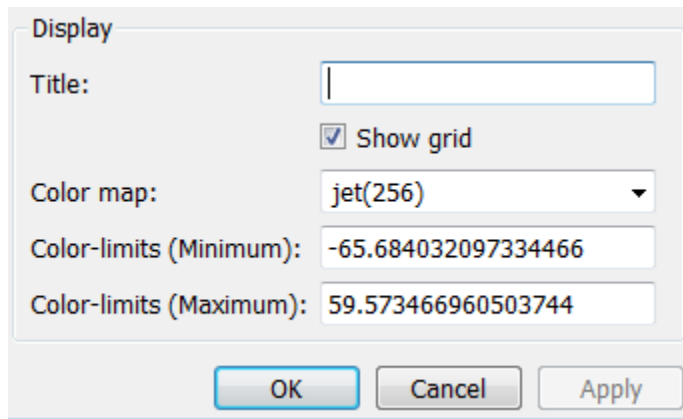 Display
Title:
Show grid
Color map: jet(256)
Color-limits (Minimum): -65.684032097334466
Color-limits (Maximum): 59.573466960503744
OK Cancel Apply